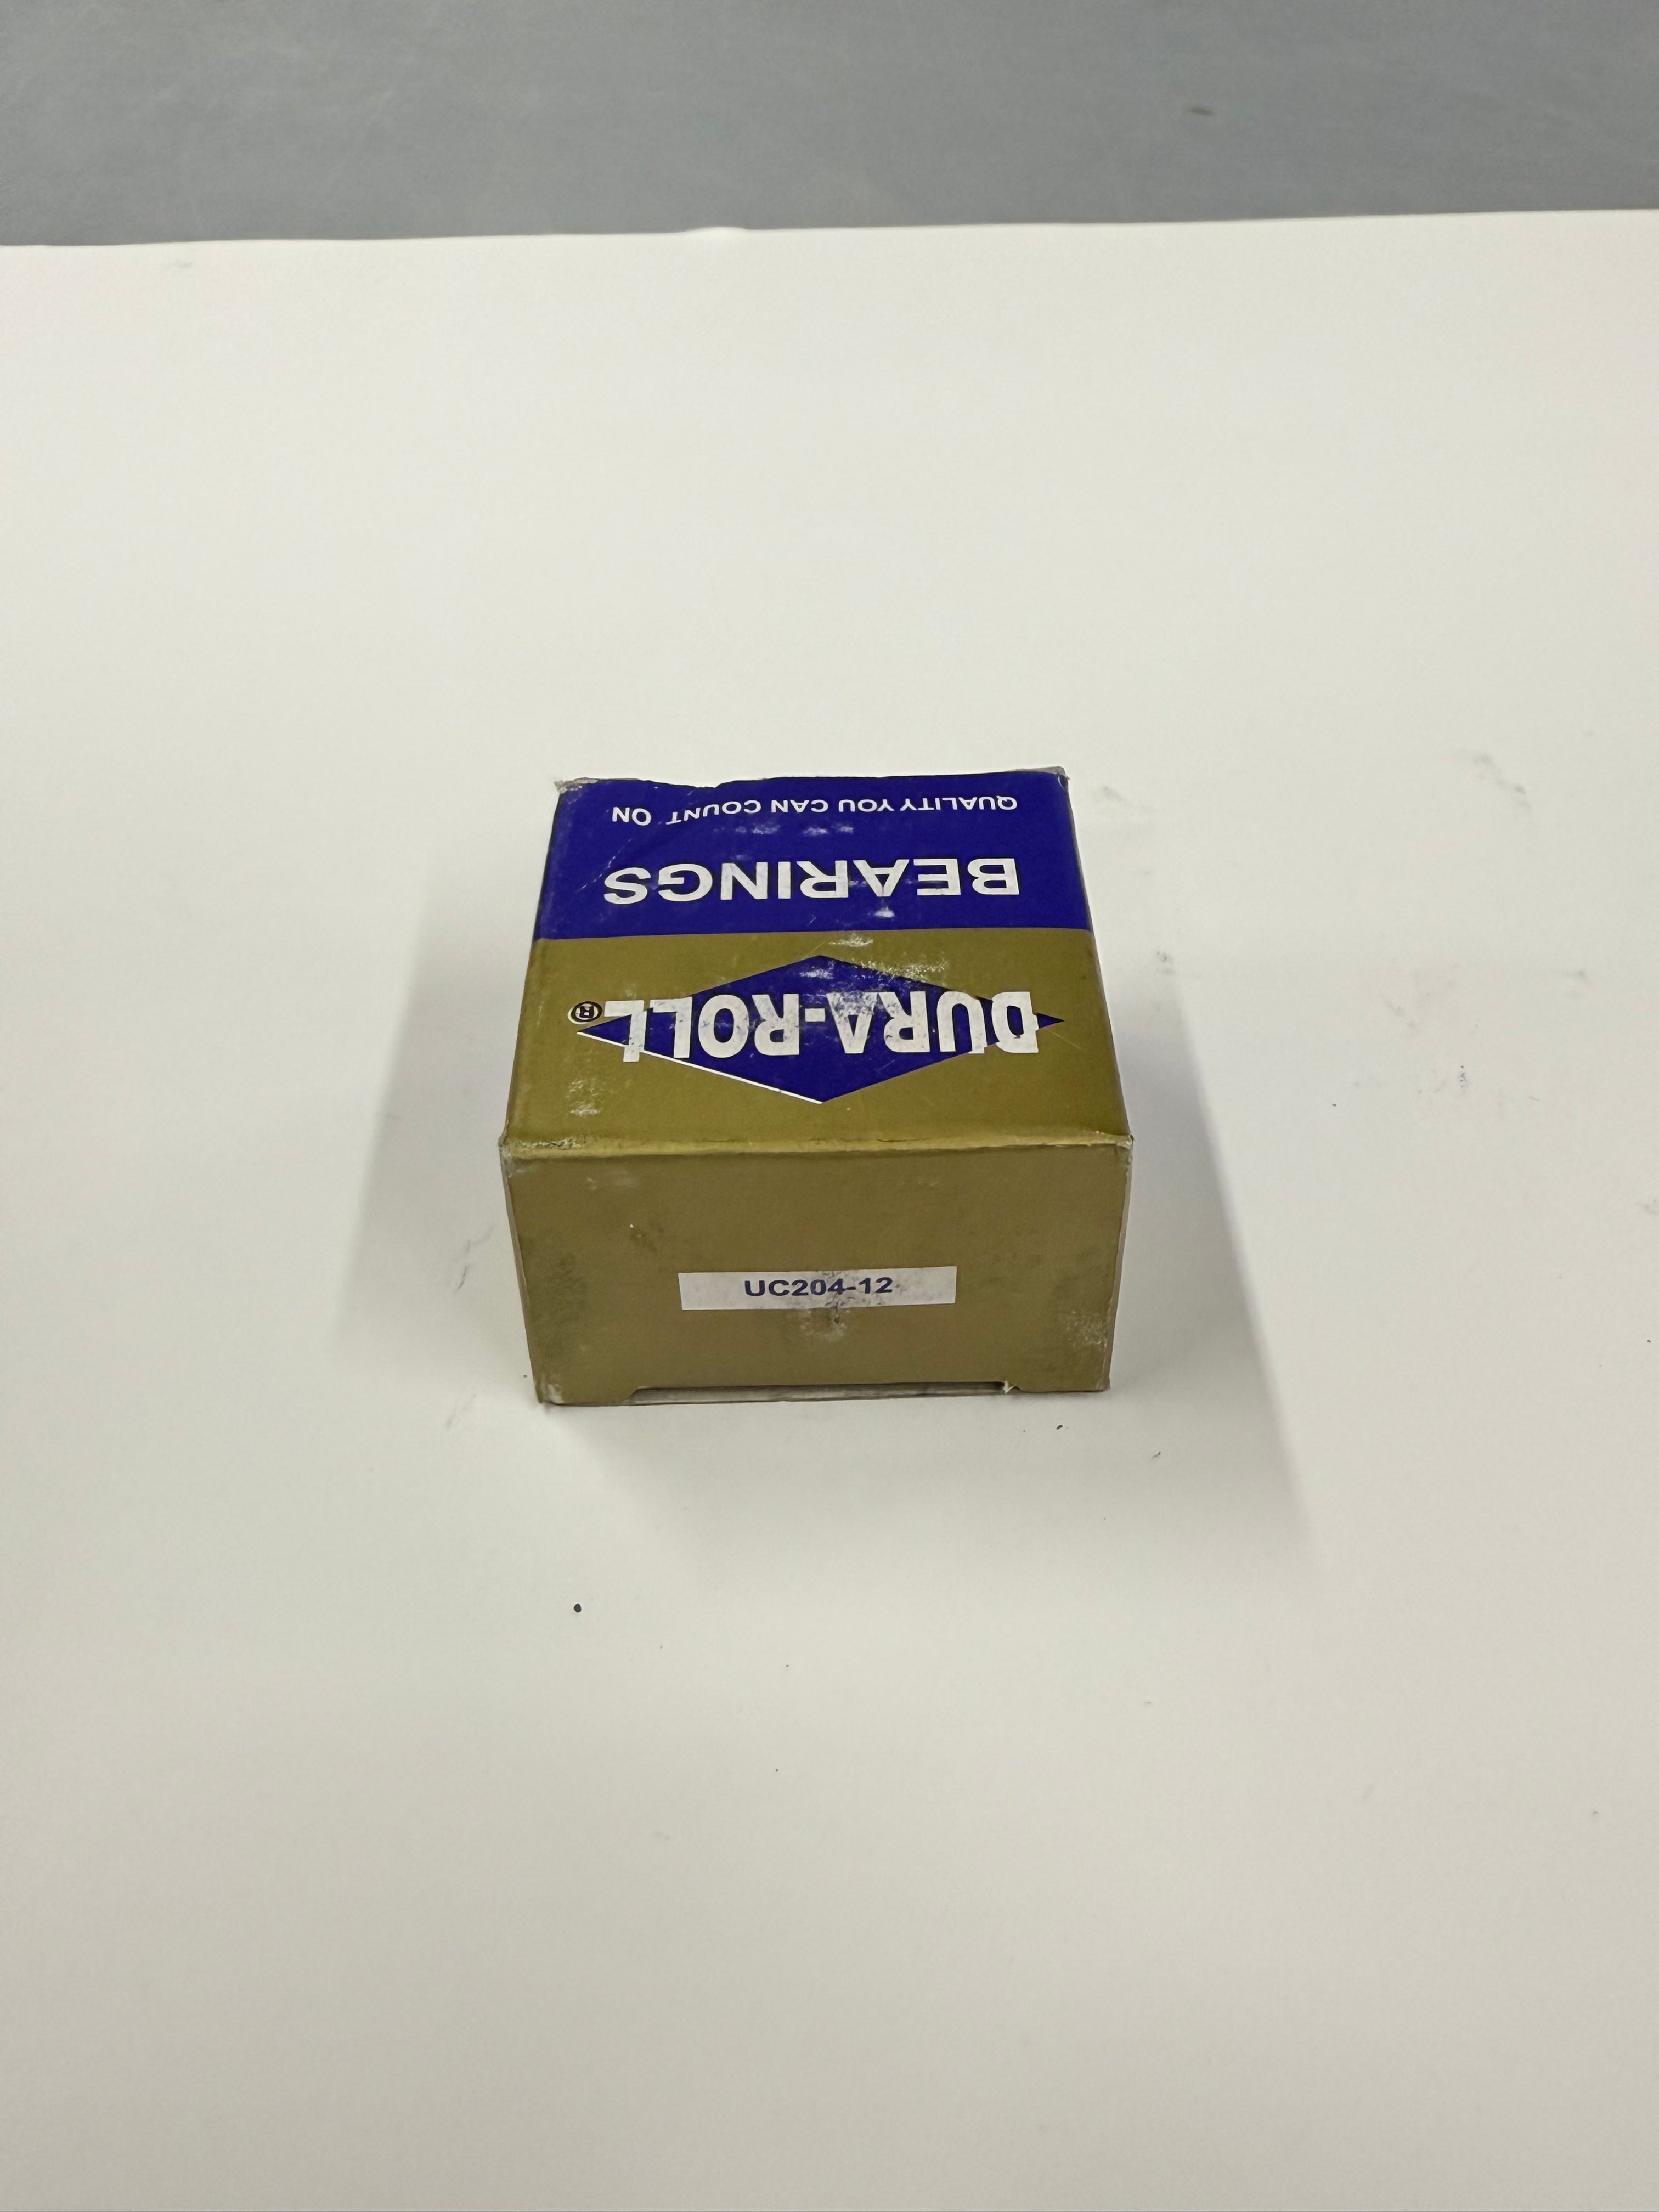 DURA-ROLL®
BEARINGS
QUALITY YOU CAN COUNT ON
UC204-12